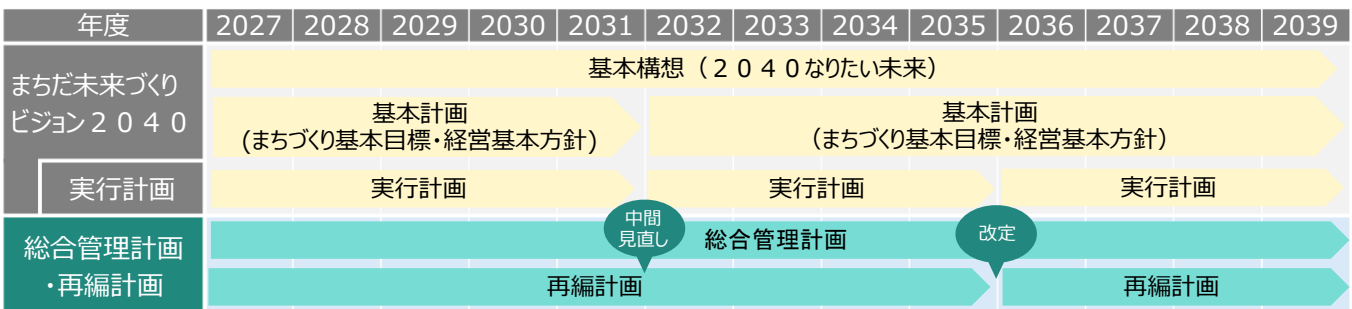 年度 2027 2028 2029 2030 2031 2032 2033 2034 2035 2036 2037 2038 2039
まちだ未来づくり
ビジョン２０４０
基本構想（２０４０なりたい未来）
基本計画
(まちづくり基本目標・経営基本方針)
基本計画
（まちづくり基本目標・経営基本方針）
実行計画 実行計画 実行計画 実行計画
総合管理計画
・再編計画
中間
見直し
総合管理計画
改定
再編計画 再編計画